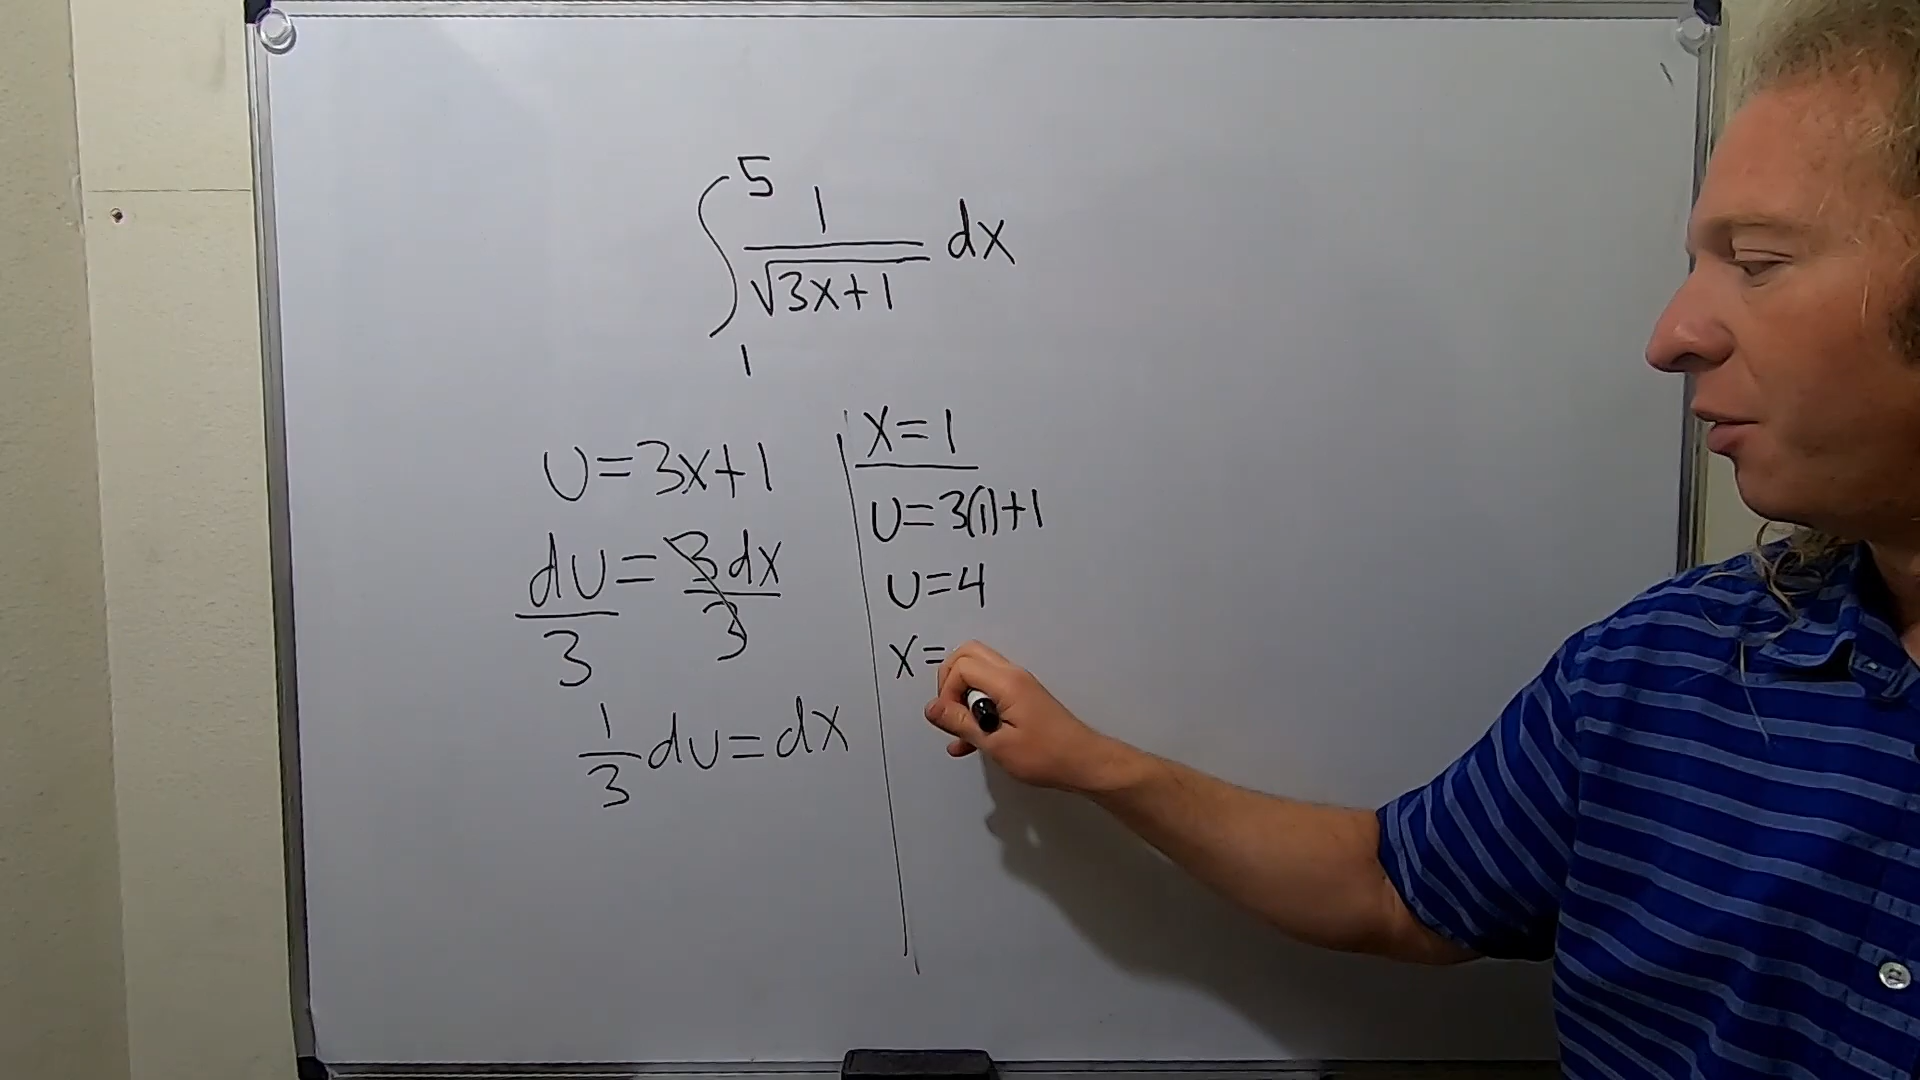 ∫₁⁵ 1/√(3x+1) dx
u=3x+1
du/3=3dx/3
1/3 du=dx
x=1
u=3(1)+1
u=4
x=